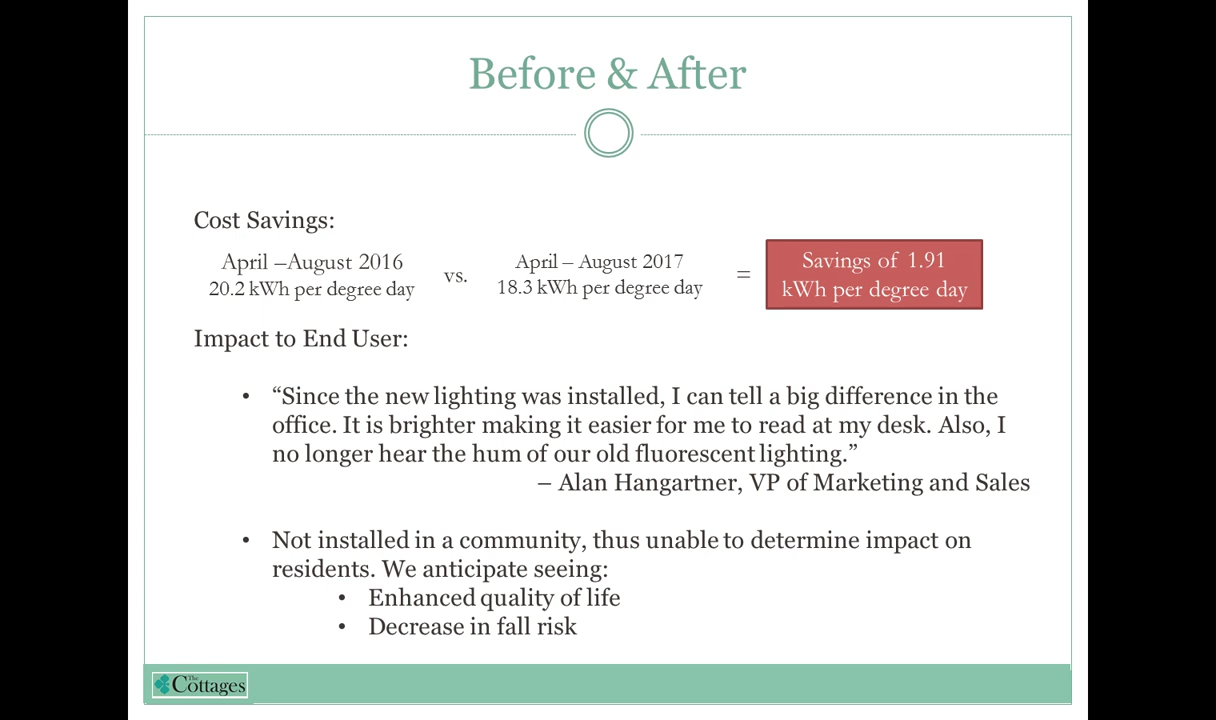 Before & After
Cost Savings:
April –August 2016
20.2 kWh per degree day
vs.
April – August 2017
18.3 kWh per degree day
=
Savings of 1.91
kWh per degree day
Impact to End User:
• “Since the new lighting was installed, I can tell a big difference in the
office. It is brighter making it easier for me to read at my desk. Also, I
no longer hear the hum of our old fluorescent lighting.”
– Alan Hangartner, VP of Marketing and Sales
• Not installed in a community, thus unable to determine impact on
residents. We anticipate seeing:
• Enhanced quality of life
• Decrease in fall risk
The
Cottages